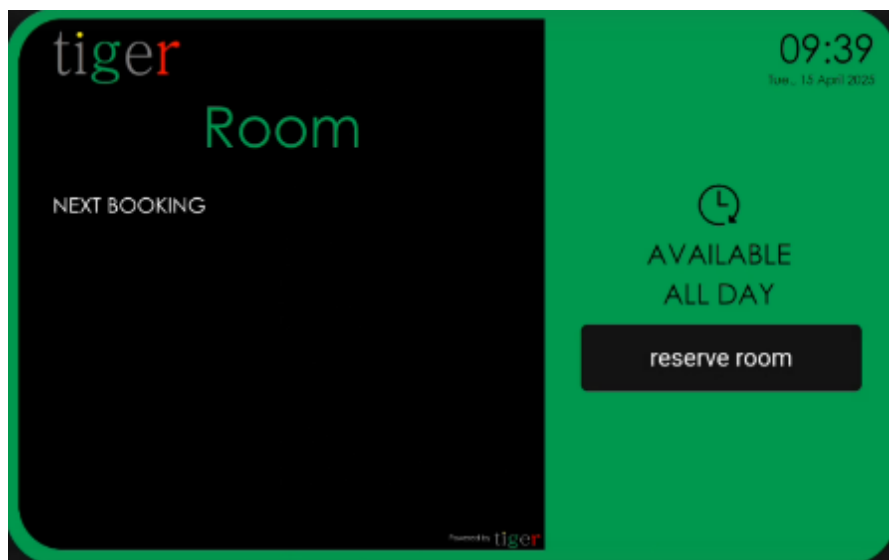 tiger
Room
NEXT BOOKING
Powered by tiger
09:39
Tue., 15 April 2025
AVAILABLE
ALL DAY
reserve room